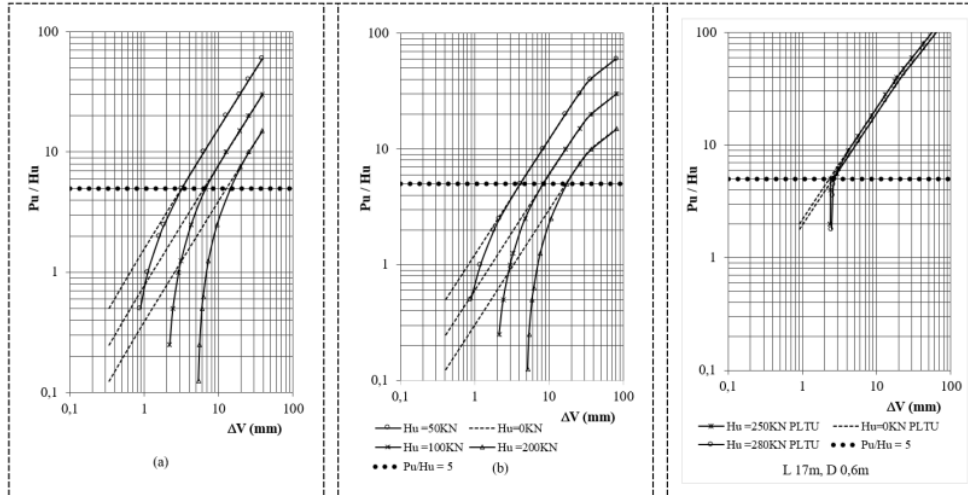 100
10
1
0,1
Pu / Hu
0,1 1 10 100
ΔV (mm)
(a)
100
10
1
0,1
Pu / Hu
0,1 1 10 100
ΔV (mm)
Hu =50KN Hu=0KN
Hu =100KN Hu =200KN
Pu/Hu = 5
(b)
100
10
1
0,1
Pu / Hu
0,1 1 10 100
ΔV (mm)
Hu =250KN PLTU Hu=0KN PLTU
Hu =280KN PLTU Pu/Hu = 5
L 17m, D 0,6m